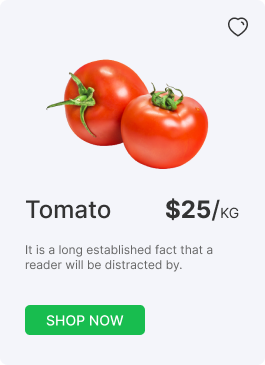 Tomato $25/KG
It is a long established fact that a
reader will be distracted by.
SHOP NOW